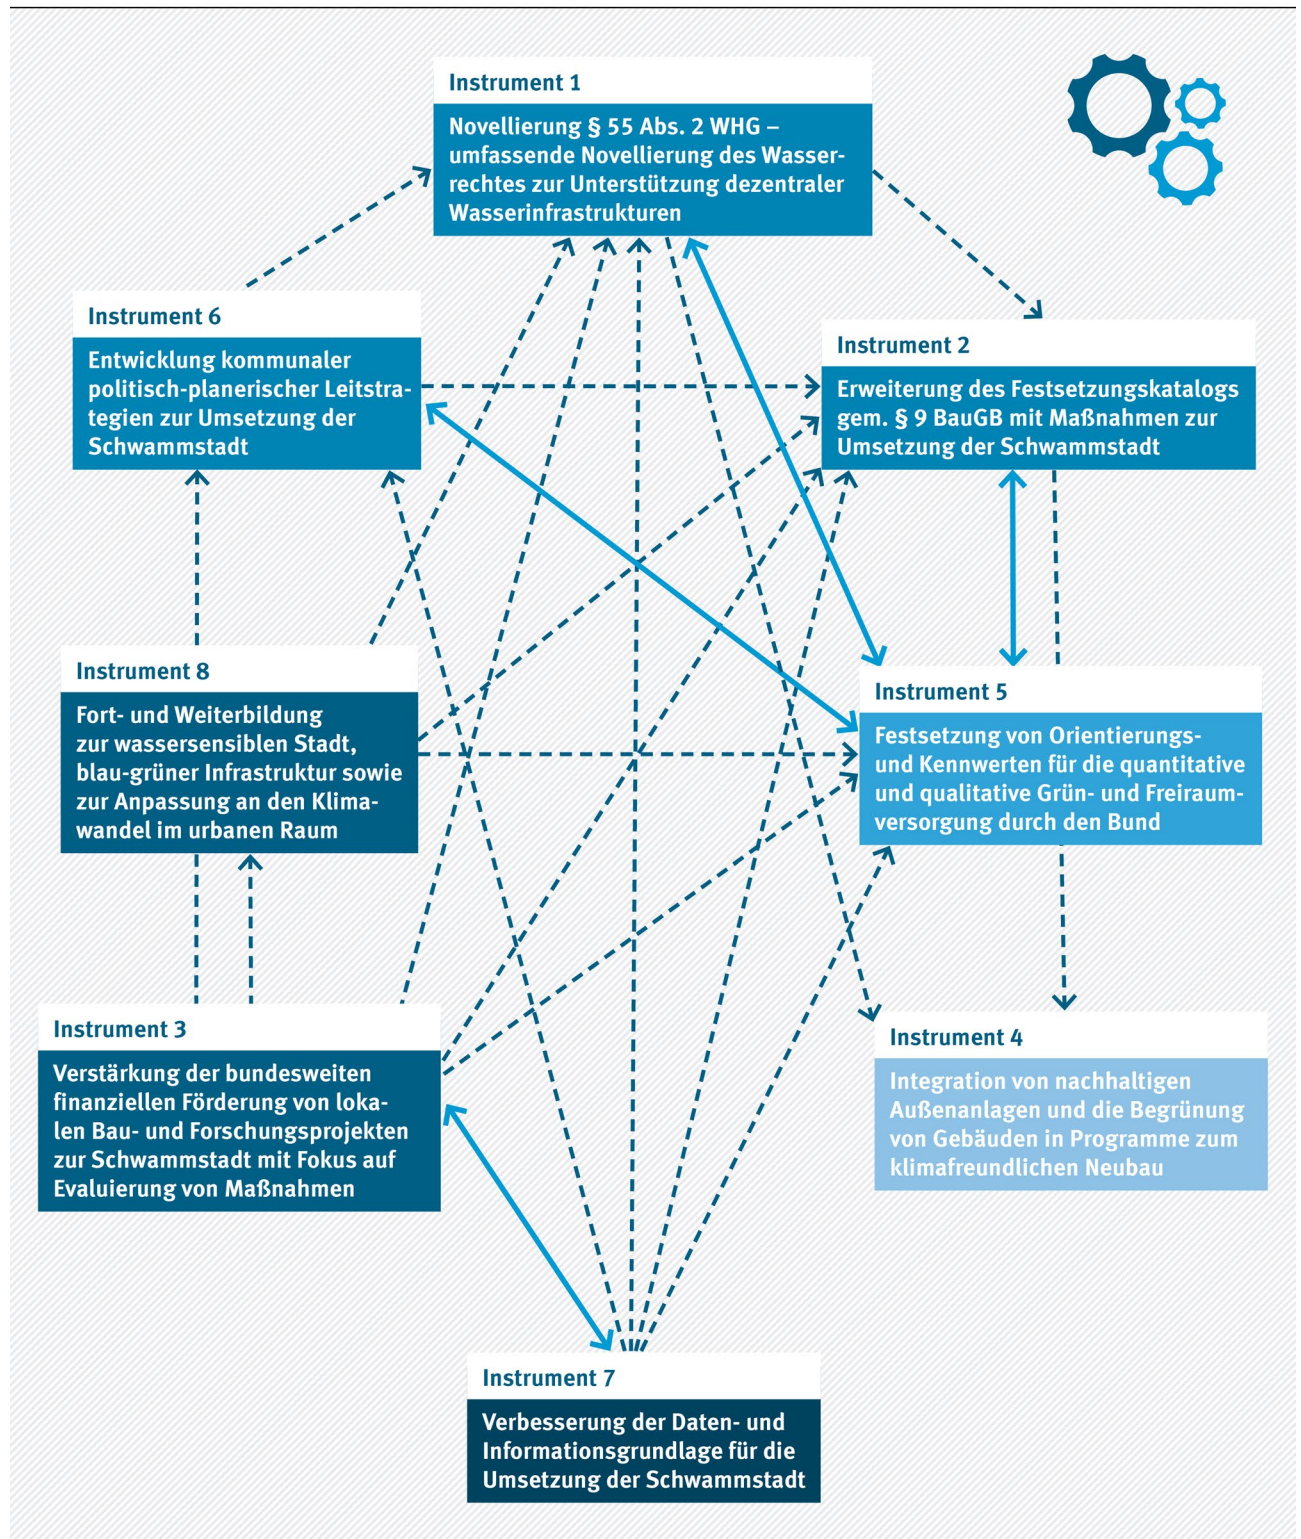 Instrument 1
Novellierung § 55 Abs. 2 WHG –
umfassende Novellierung des Wasser-
rechtes zur Unterstützung dezentraler
Wasserinfrastrukturen
Instrument 6
Entwicklung kommunaler
politisch-planerischer Leitstra-
tegien zur Umsetzung der
Schwammstadt
Instrument 2
Erweiterung des Festsetzungskatalogs
gem. § 9 BauGB mit Maßnahmen zur
Umsetzung der Schwammstadt
Instrument 8
Fort- und Weiterbildung
zur wassersensiblen Stadt,
blau-grüner Infrastruktur sowie
zur Anpassung an den Klima-
wandel im urbanen Raum
Instrument 5
Festsetzung von Orientierungs-
und Kennwerten für die quantitative
und qualitative Grün- und Freiraum-
versorgung durch den Bund
Instrument 3
Verstärkung der bundesweiten
finanziellen Förderung von loka-
len Bau- und Forschungsprojekten
zur Schwammstadt mit Fokus auf
Evaluierung von Maßnahmen
Instrument 4
Integration von nachhaltigen
Außenanlagen und die Begrünung
von Gebäuden in Programme zum
klimafreundlichen Neubau
Instrument 7
Verbesserung der Daten- und
Informationsgrundlage für die
Umsetzung der Schwammstadt